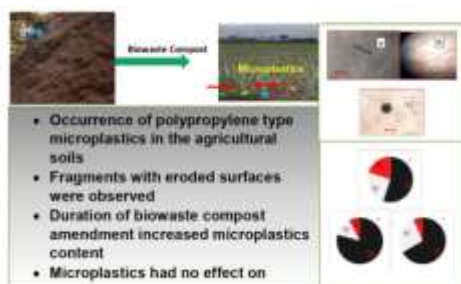 Biowaste Compost
Microplastics
• Occurrence of polypropylene type
microplastics in the agricultural
soils
• Fragments with eroded surfaces
were observed
• Duration of biowaste compost
amendment increased microplastics
content
• Microplastics had no effect on